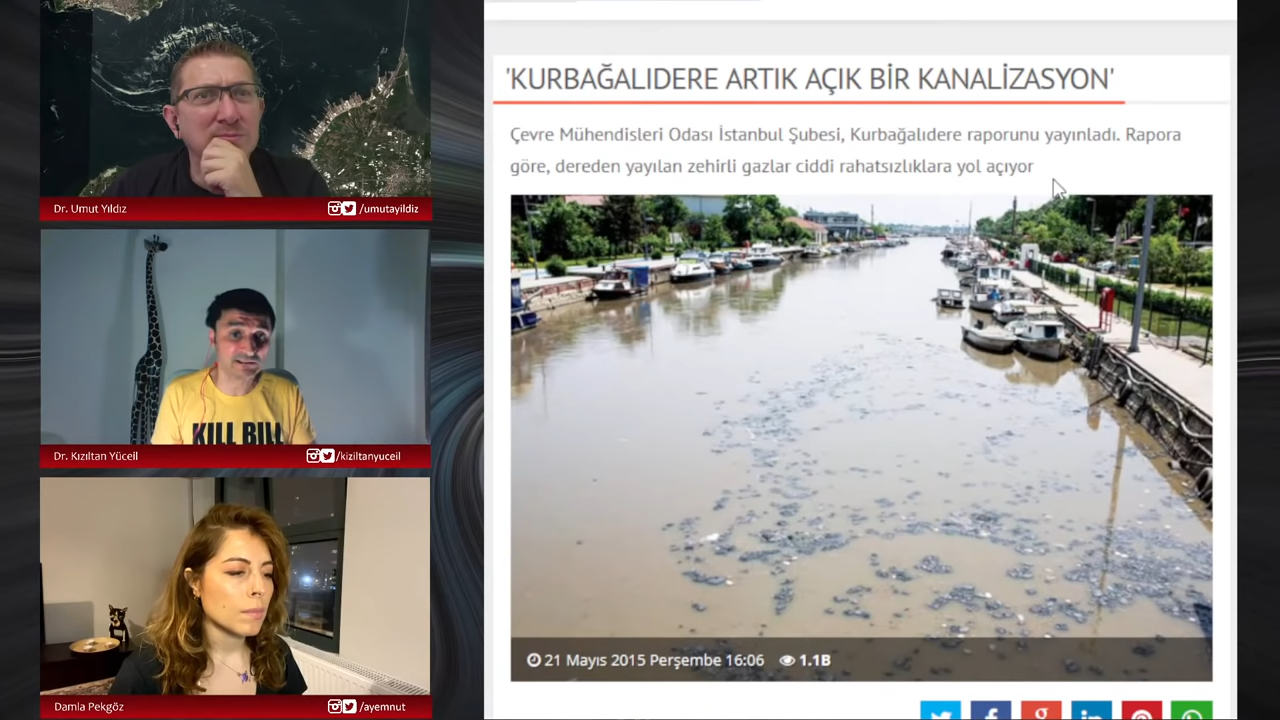 Dr. Umut Yıldız
/umutayildiz
KILL BILL
Dr. Kızıltan Yüceil
/kiziltanyuceil
Damla Pekgöz
/ayemnut
'KURBAĞALIDERE ARTIK AÇIK BİR KANALİZASYON'
Çevre Mühendisleri Odası İstanbul Şubesi, Kurbağalıdere raporunu yayınladı. Rapora
göre, dereden yayılan zehirli gazlar ciddi rahatsızlıklara yol açıyor
21 Mayıs 2015 Perşembe 16:06 1.1B